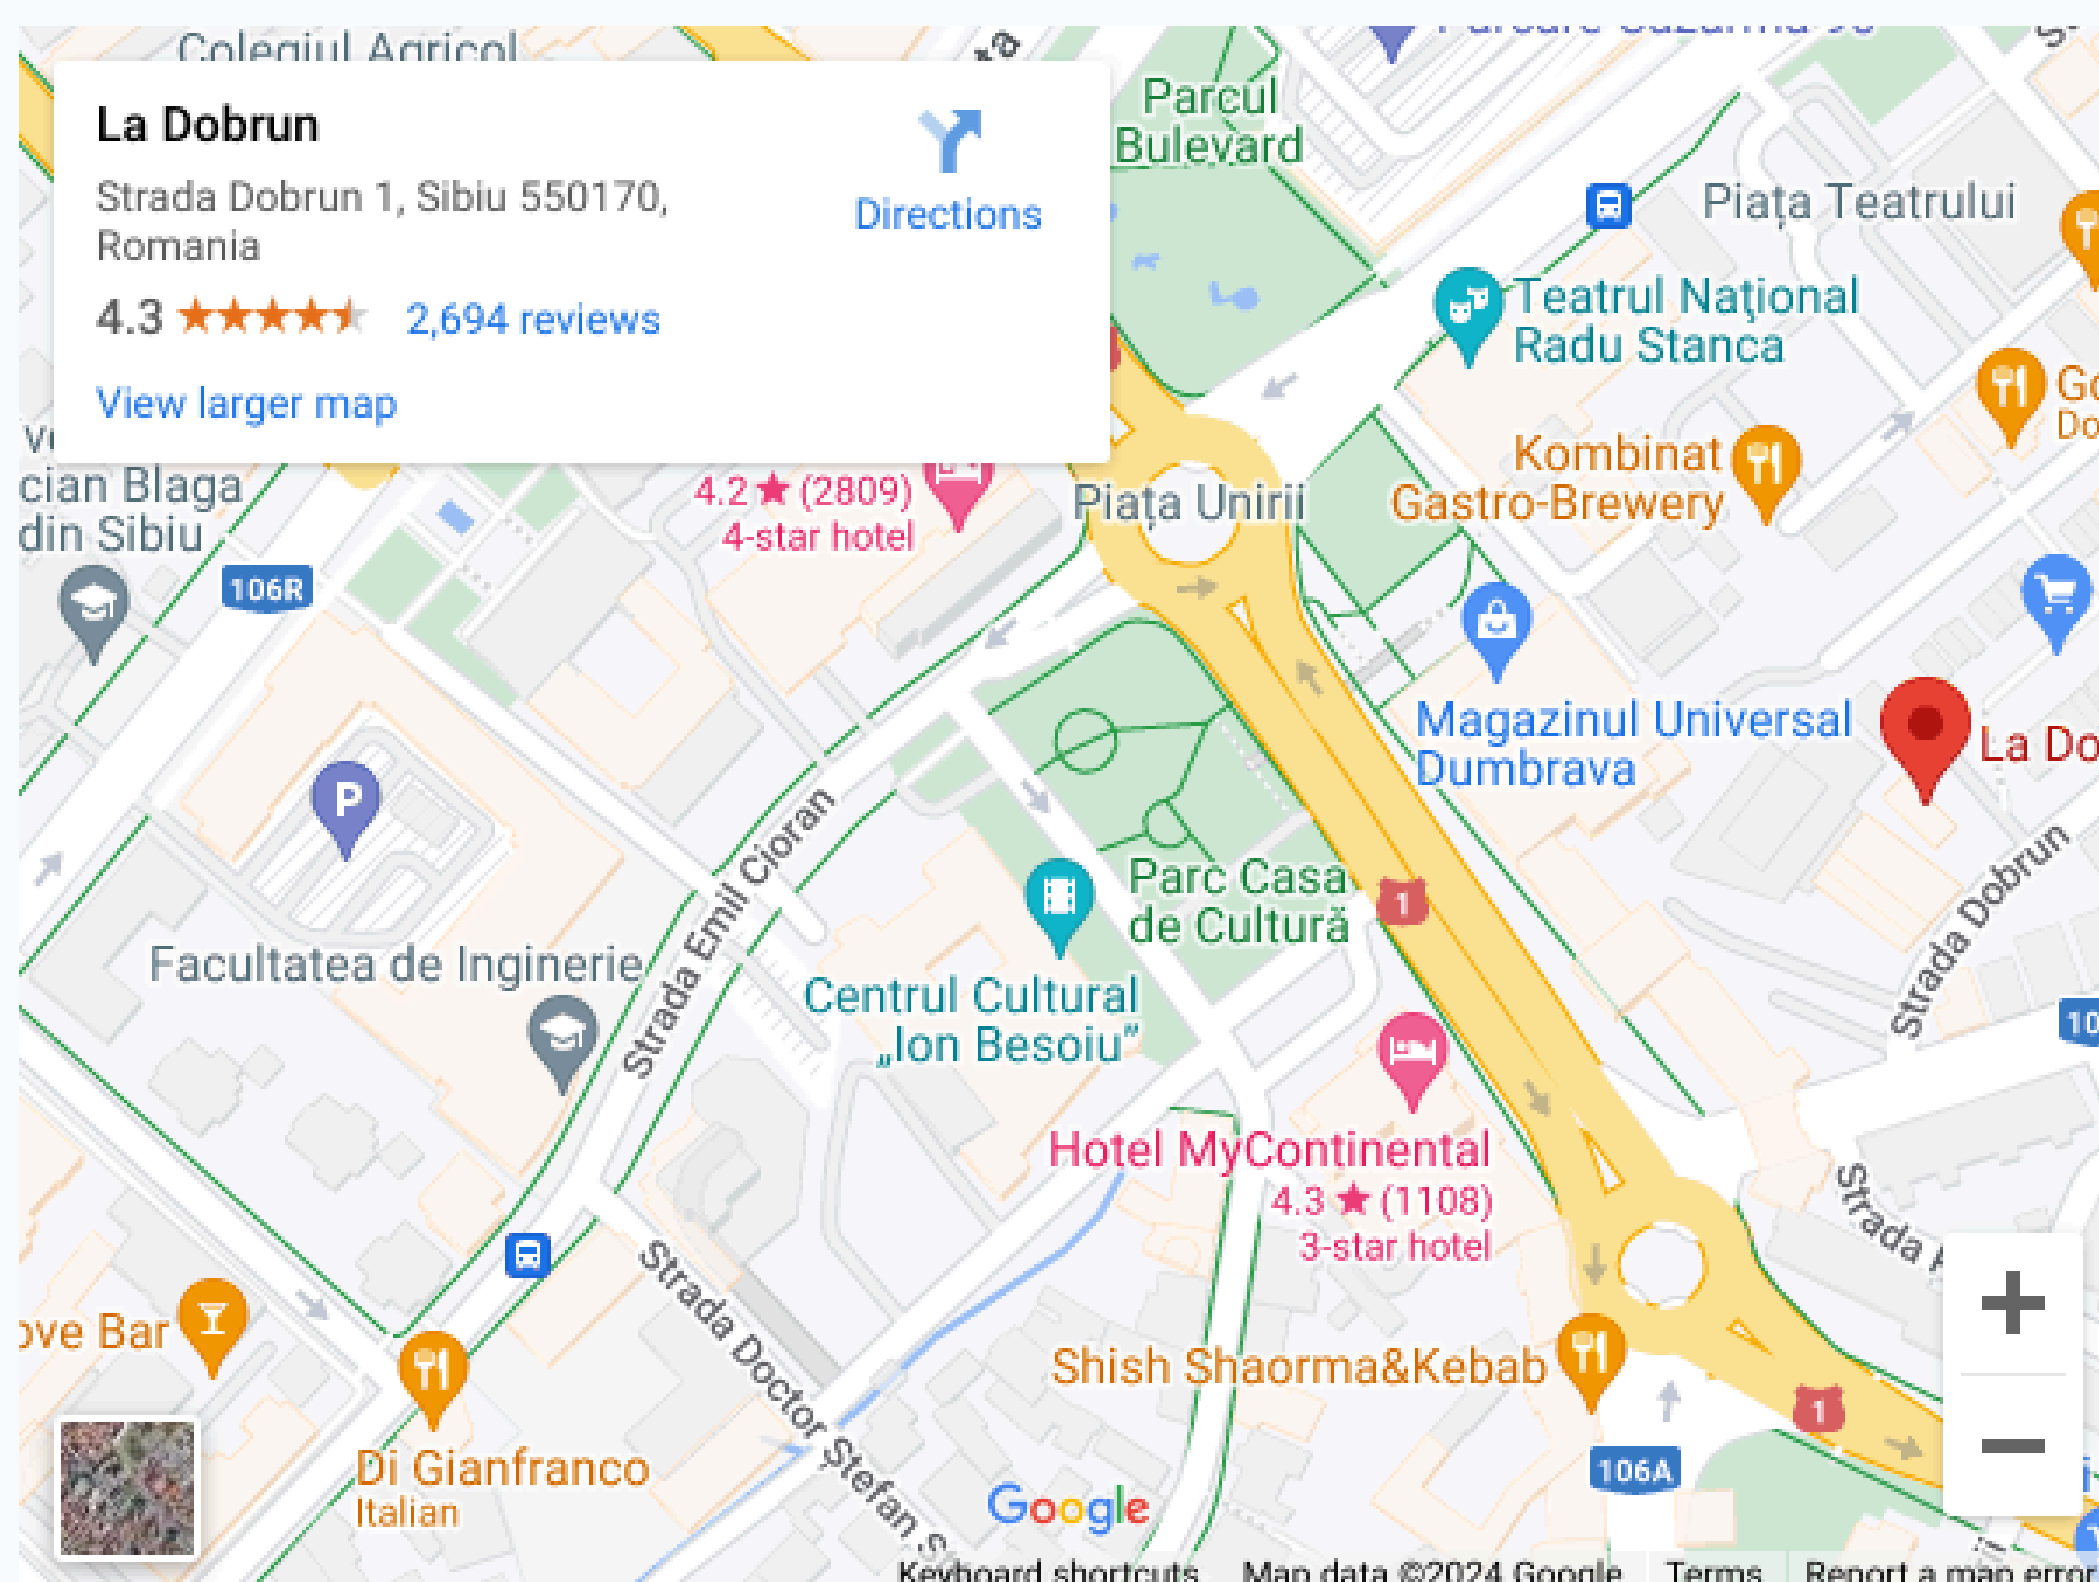 Colegiul Agricol
La Dobrun
Strada Dobrun 1, Sibiu 550170,
Romania
4.3
2,694 reviews
View larger map
Directions
Parcul
Bulevard
Piața Teatrului
Teatrul Național
Radu Stanca
Kombinat
Gastro-Brewery
Go
Do
cian Blaga
din Sibiu
106R
4.2 ★ (2809)
4-star hotel
Piața Unirii
Magazinul Universal
Dumbrava
La Do
P
Strada Emil Cioran
Parc Casa
de Cultură
1
Strada Dobrun
Facultatea de Inginerie
Centrul Cultural
„Ion Besoiu”
10
Hotel MyContinental
4.3 ★ (1108)
3-star hotel
Strada
Strada Doctor Ștefan S
ove Bar
Shish Shaorma&Kebab
1
106A
Di Gianfranco
Italian
Google
+
−
Keyboard shortcuts
Map data ©2024 Google
Terms
Report a map error